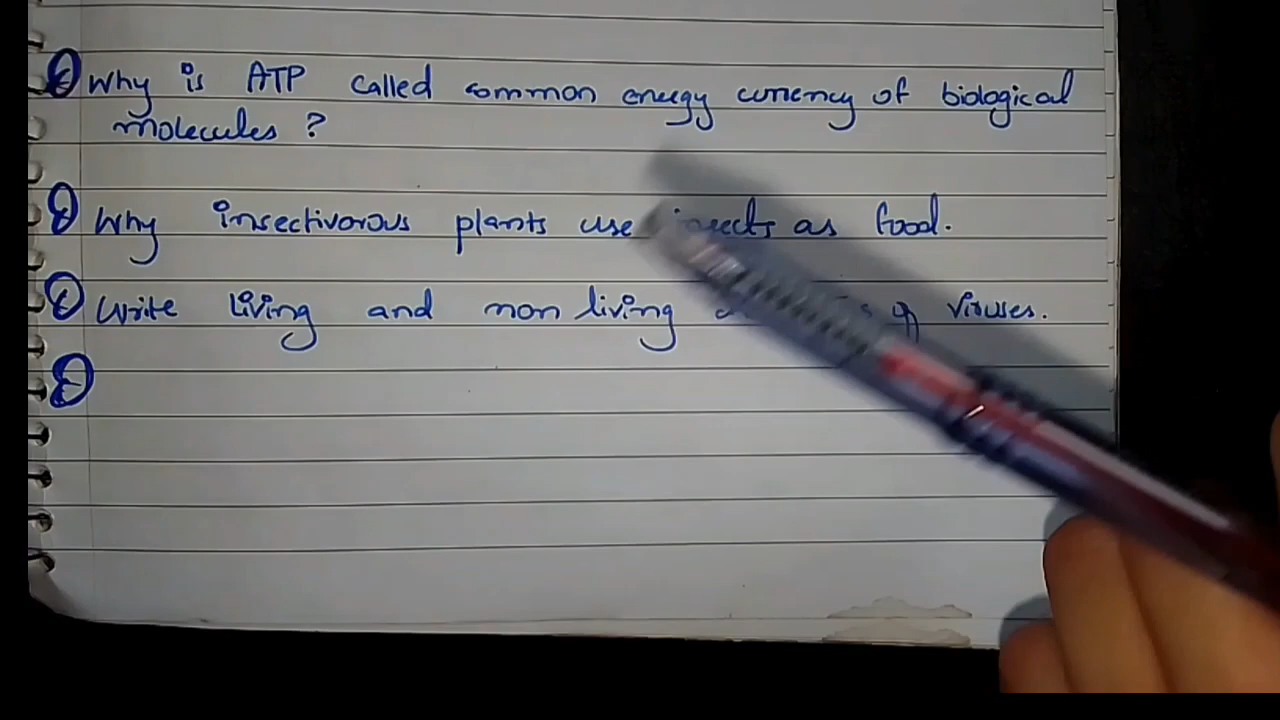 Why is ATP called common energy currency of biological
molecules ?
Why insectivorous plants use insects as food.
Write living and non living of viruses.